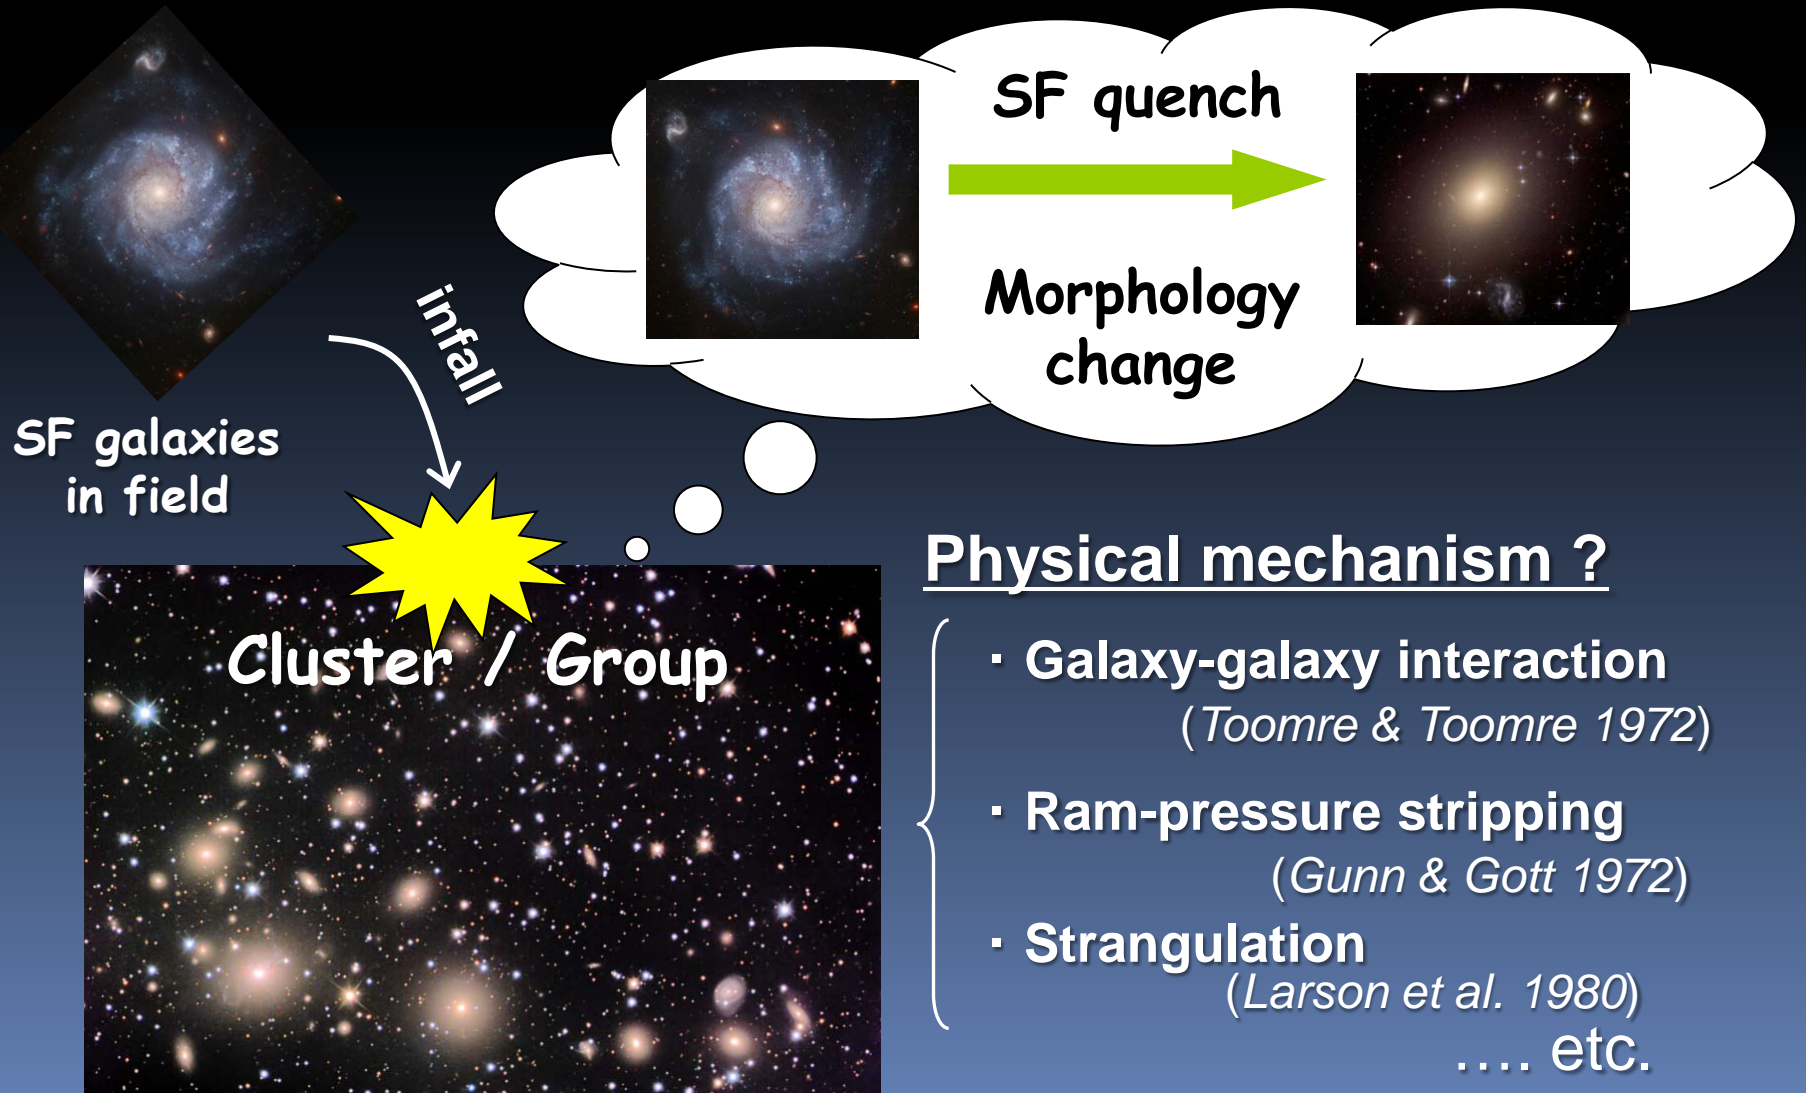 SF quench
Morphology
change
infall
SF galaxies
in field
Cluster / Group
Physical mechanism ?
・Galaxy-galaxy interaction
(Toomre & Toomre 1972)
・Ram-pressure stripping
(Gunn & Gott 1972)
・Strangulation
(Larson et al. 1980)
…. etc.